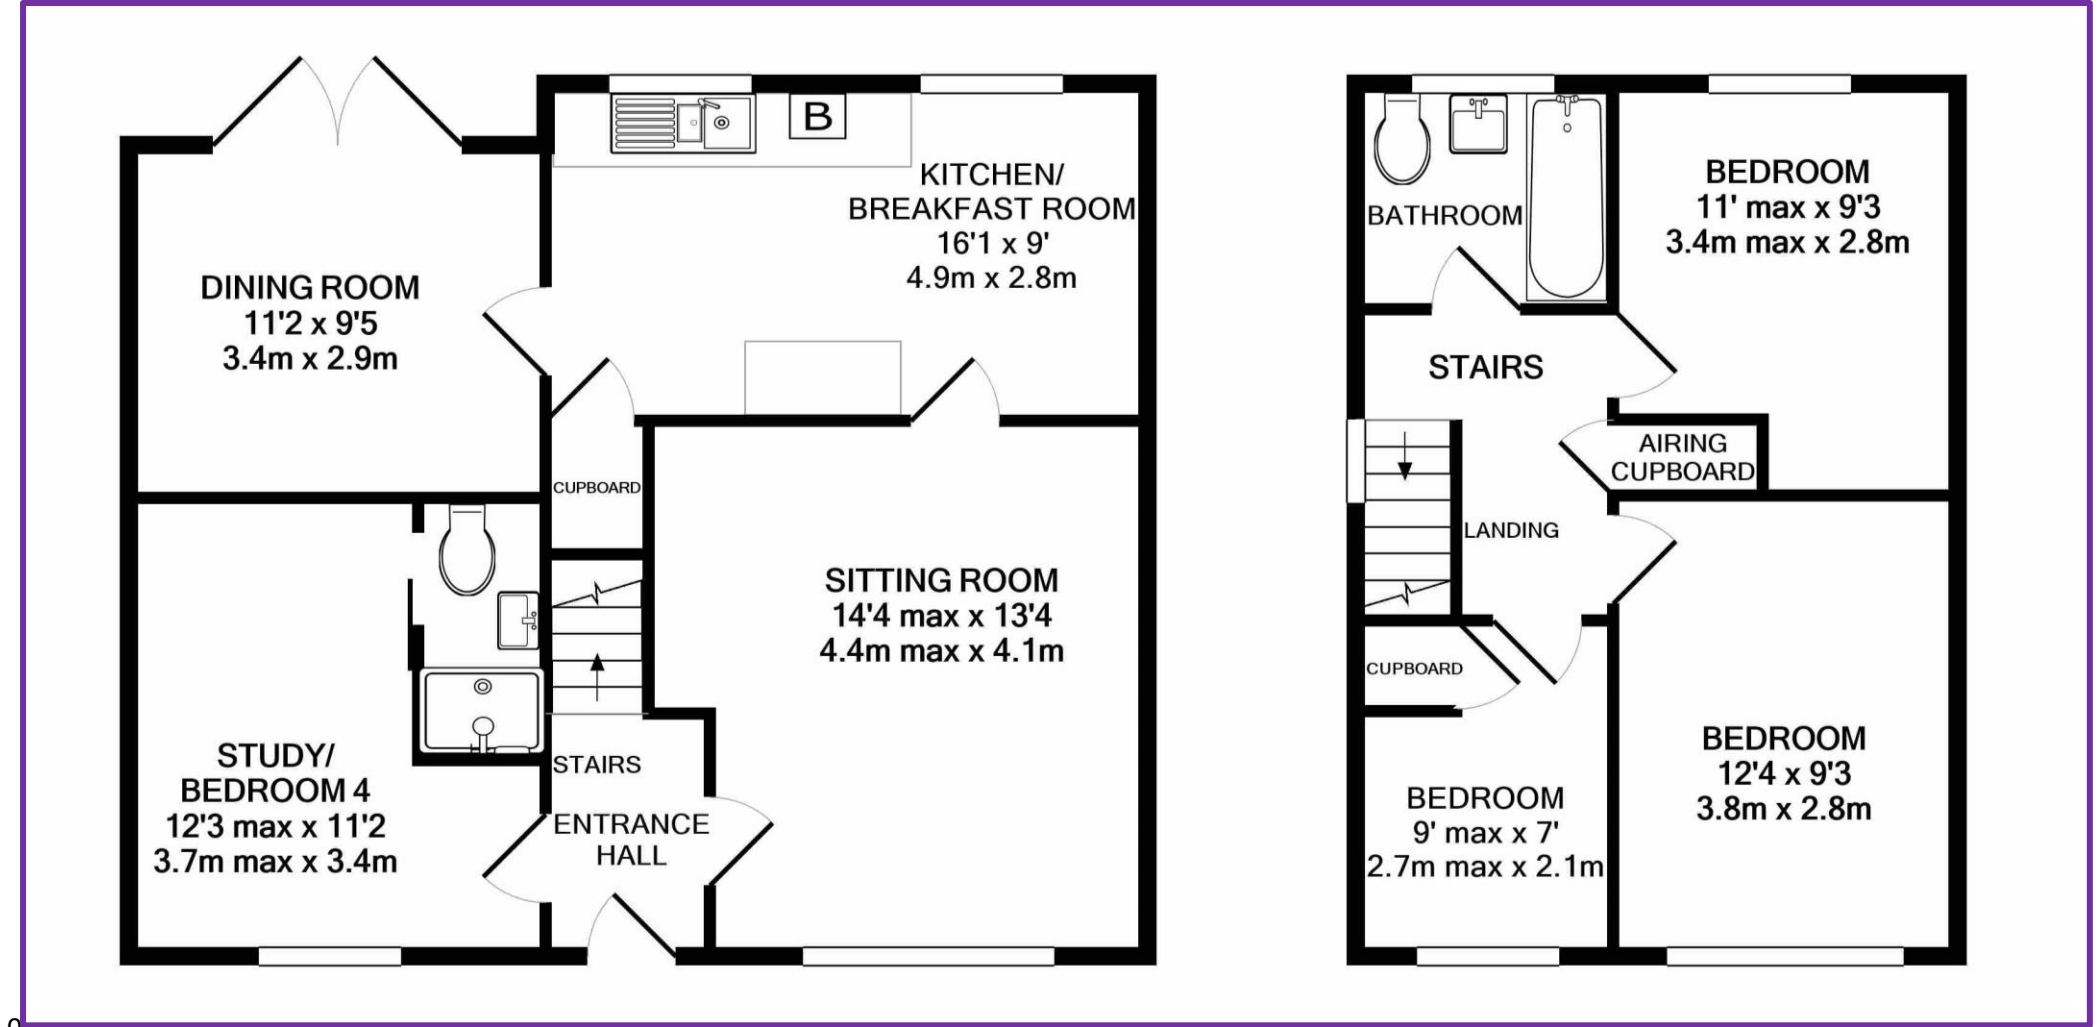 B
KITCHEN/
BREAKFAST ROOM
16'1 x 9'
4.9m x 2.8m
DINING ROOM
11'2 x 9'5
3.4m x 2.9m
CUPBOARD
SITTING ROOM
14'4 max x 13'4
4.4m max x 4.1m
STUDY/
BEDROOM 4
12'3 max x 11'2
3.7m max x 3.4m
STAIRS
ENTRANCE
HALL
BATHROOM
BEDROOM
11' max x 9'3
3.4m max x 2.8m
STAIRS
AIRING
CUPBOARD
LANDING
CUPBOARD
BEDROOM
9' max x 7'
2.7m max x 2.1m
BEDROOM
12'4 x 9'3
3.8m x 2.8m